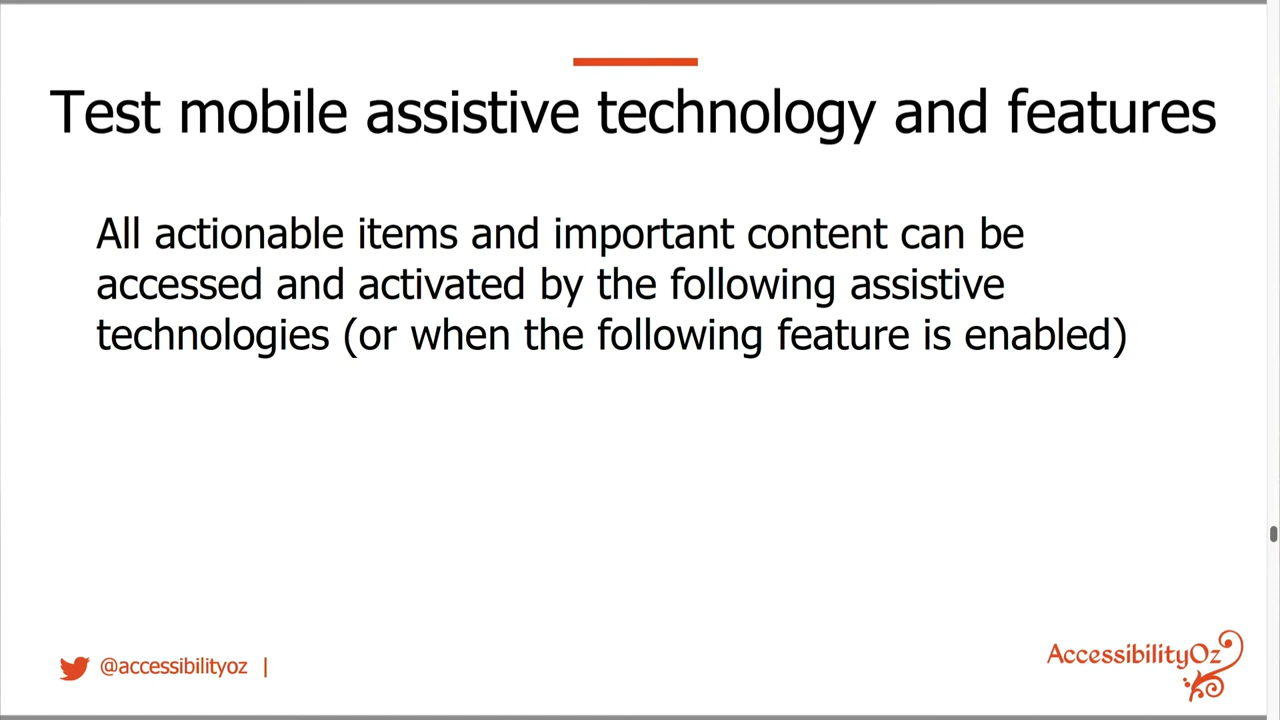 Test mobile assistive technology and features
All actionable items and important content can be
accessed and activated by the following assistive
technologies (or when the following feature is enabled)
@accessibilityoz |
AccessibilityOz